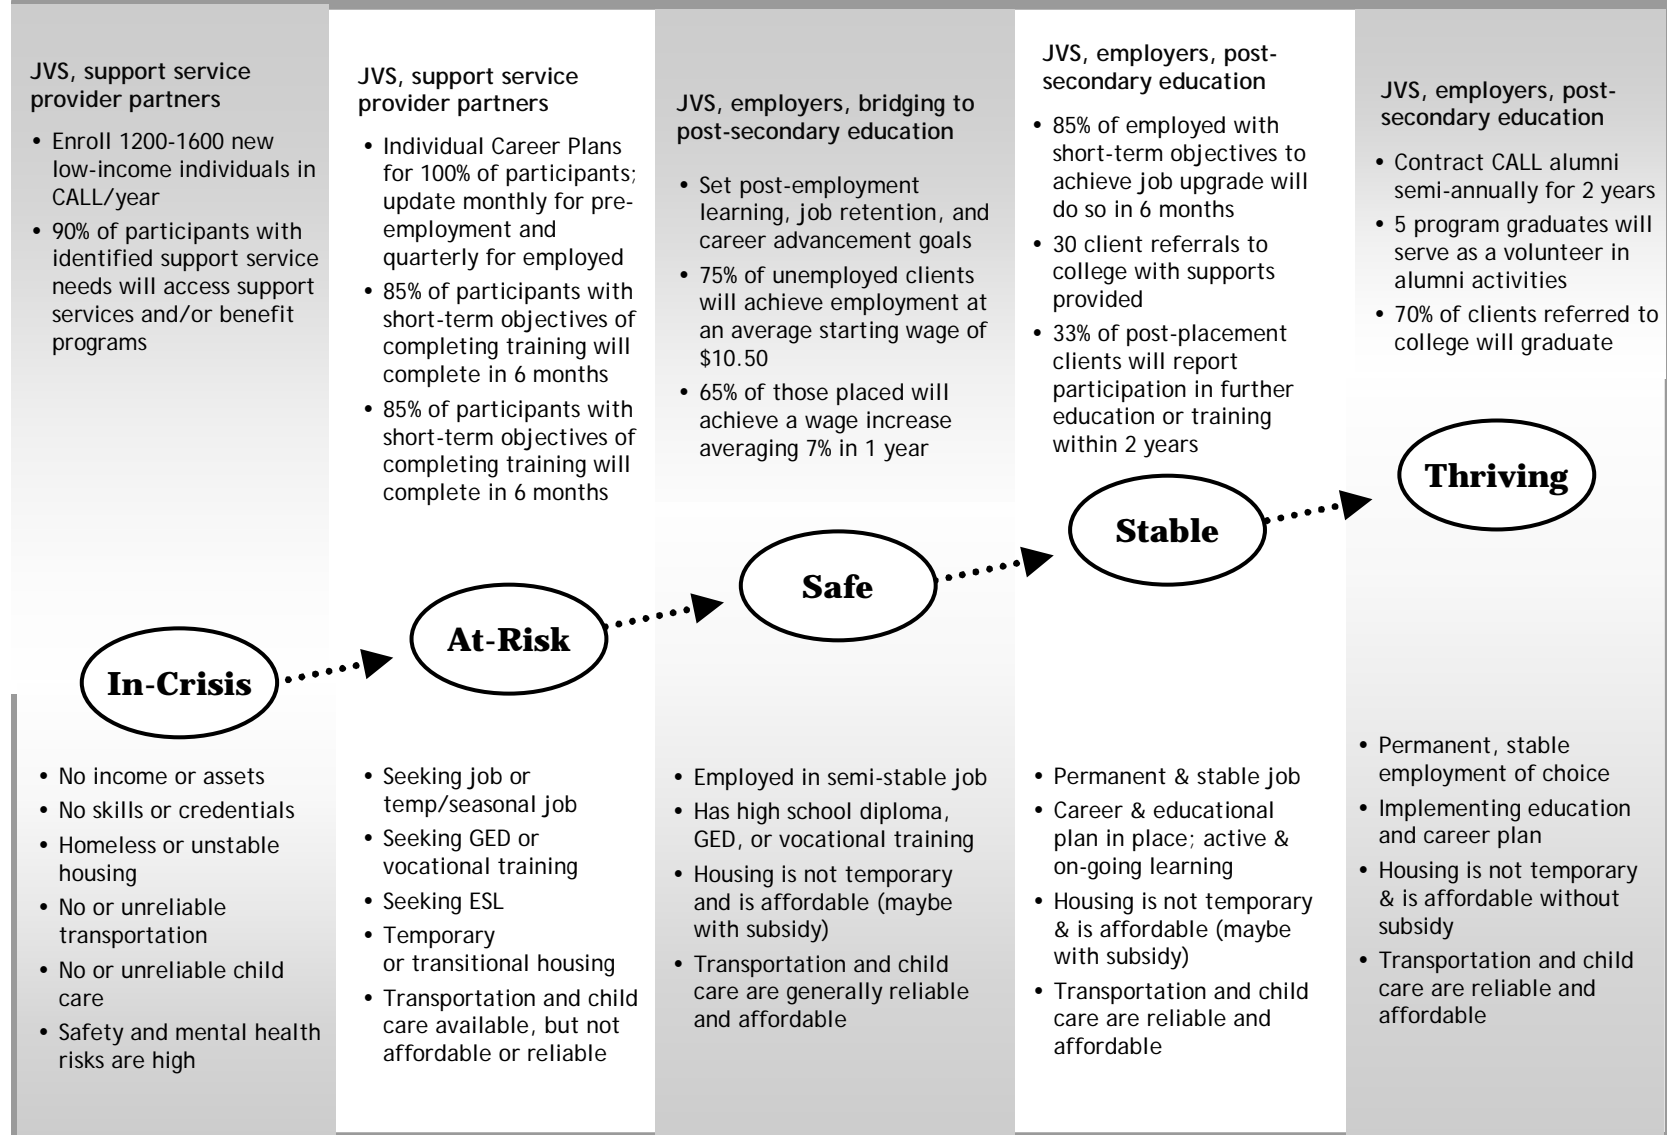 JVS, support service
provider partners
• Enroll 1200-1600 new
low-income individuals in
CALL/year
• 90% of participants with
identified support service
needs will access support
services and/or benefit
programs
In-Crisis
• No income or assets
• No skills or credentials
• Homeless or unstable
housing
• No or unreliable
transportation
• No or unreliable child
care
• Safety and mental health
risks are high
JVS, support service
provider partners
• Individual Career Plans
for 100% of participants;
update monthly for pre-
employment and
quarterly for employed
• 85% of participants with
short-term objectives of
completing training will
complete in 6 months
• 85% of participants with
short-term objectives of
completing training will
complete in 6 months
At-Risk
• Seeking job or
temp/seasonal job
• Seeking GED or
vocational training
• Seeking ESL
• Temporary
or transitional housing
• Transportation and child
care available, but not
affordable or reliable
JVS, employers, bridging to
post-secondary education
• Set post-employment
learning, job retention, and
career advancement goals
• 75% of unemployed clients
will achieve employment at
an average starting wage of
$10.50
• 65% of those placed will
achieve a wage increase
averaging 7% in 1 year
Safe
• Employed in semi-stable job
• Has high school diploma,
GED, or vocational training
• Housing is not temporary
and is affordable (maybe
with subsidy)
• Transportation and child
care are generally reliable
and affordable
JVS, employers, post-
secondary education
• 85% of employed with
short-term objectives to
achieve job upgrade will
do so in 6 months
• 30 client referrals to
college with supports
provided
• 33% of post-placement
clients will report
participation in further
education or training
within 2 years
Stable
• Permanent & stable job
• Career & educational
plan in place; active &
on-going learning
• Housing is not temporary
& is affordable (maybe
with subsidy)
• Transportation and child
care are reliable and
affordable
JVS, employers, post-
secondary education
• Contract CALL alumni
semi-annually for 2 years
• 5 program graduates will
serve as a volunteer in
alumni activities
• 70% of clients referred to
college will graduate
Thriving
• Permanent, stable
employment of choice
• Implementing education
and career plan
• Housing is not temporary
& is affordable without
subsidy
• Transportation and child
care are reliable and
affordable